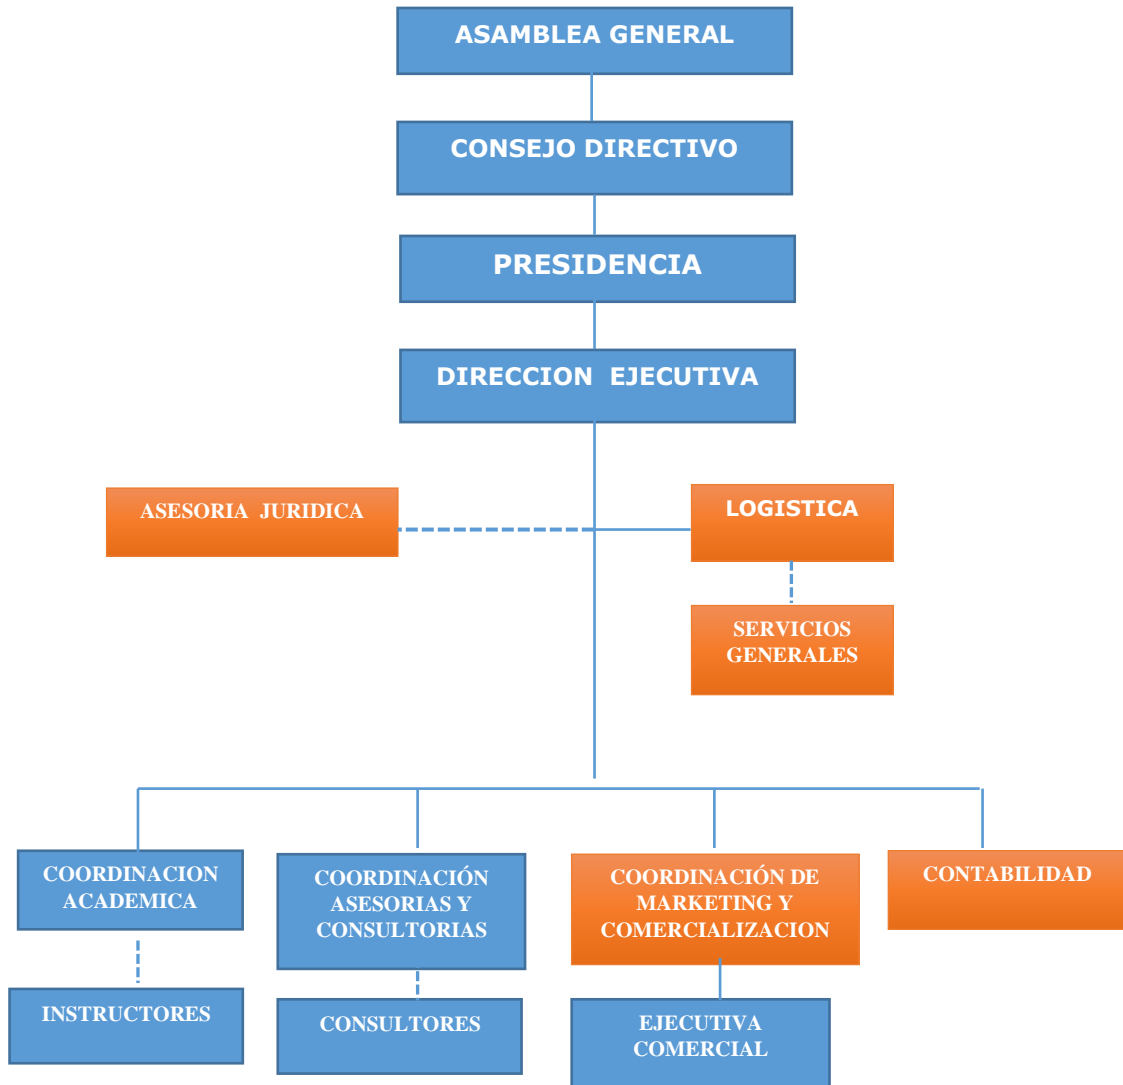 ASAMBLEA GENERAL
CONSEJO DIRECTIVO
PRESIDENCIA
DIRECCION EJECUTIVA
ASESORIA JURIDICA
LOGISTICA
SERVICIOS
GENERALES
COORDINACION
ACADEMICA
COORDINACIÓN
ASESORIAS Y
CONSULTORIAS
COORDINACIÓN DE
MARKETING Y
COMERCIALIZACION
CONTABILIDAD
INSTRUCTORES
CONSULTORES
EJECUTIVA
COMERCIAL